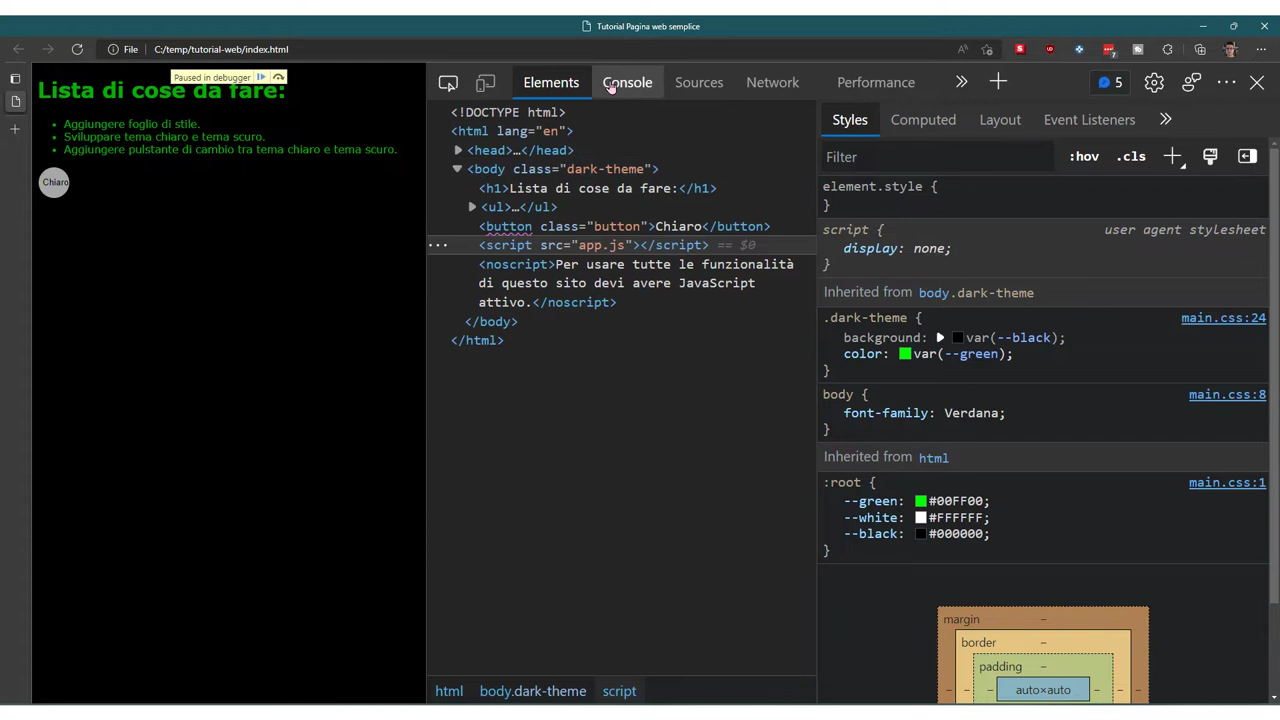 Tutorial Pagina web semplice
File C:/temp/tutorial-web/index.html
7
Paused in debugger
Lista di cose da fare:
Aggiungere foglio di stile.
Sviluppare tema chiaro e tema scuro.
Aggiungere pulstante di cambio tra tema chiaro e tema scuro.
Chiaro
Elements Console Sources Network Performance 5
<!DOCTYPE html>
<html lang="en">
<head>…</head>
<body class="dark-theme">
<h1>Lista di cose da fare:</h1>
<ul>…</ul>
<button class="button">Chiaro</button>
<script src="app.js"></script> == $0
<noscript>Per usare tutte le funzionalità
di questo sito devi avere JavaScript
attivo.</noscript>
</body>
</html>
html body.dark-theme script
Styles Computed Layout Event Listeners
Filter :hov .cls
element.style {
}
script { user agent stylesheet
display: none;
}
Inherited from body.dark-theme
.dark-theme { main.css:24
background: var(--black);
color: var(--green);
}
body { main.css:8
font-family: Verdana;
}
Inherited from html
:root { main.css:1
--green: #00FF00;
--white: #FFFFFF;
--black: #000000;
}
margin –
border –
padding –
– – – auto×auto – – –